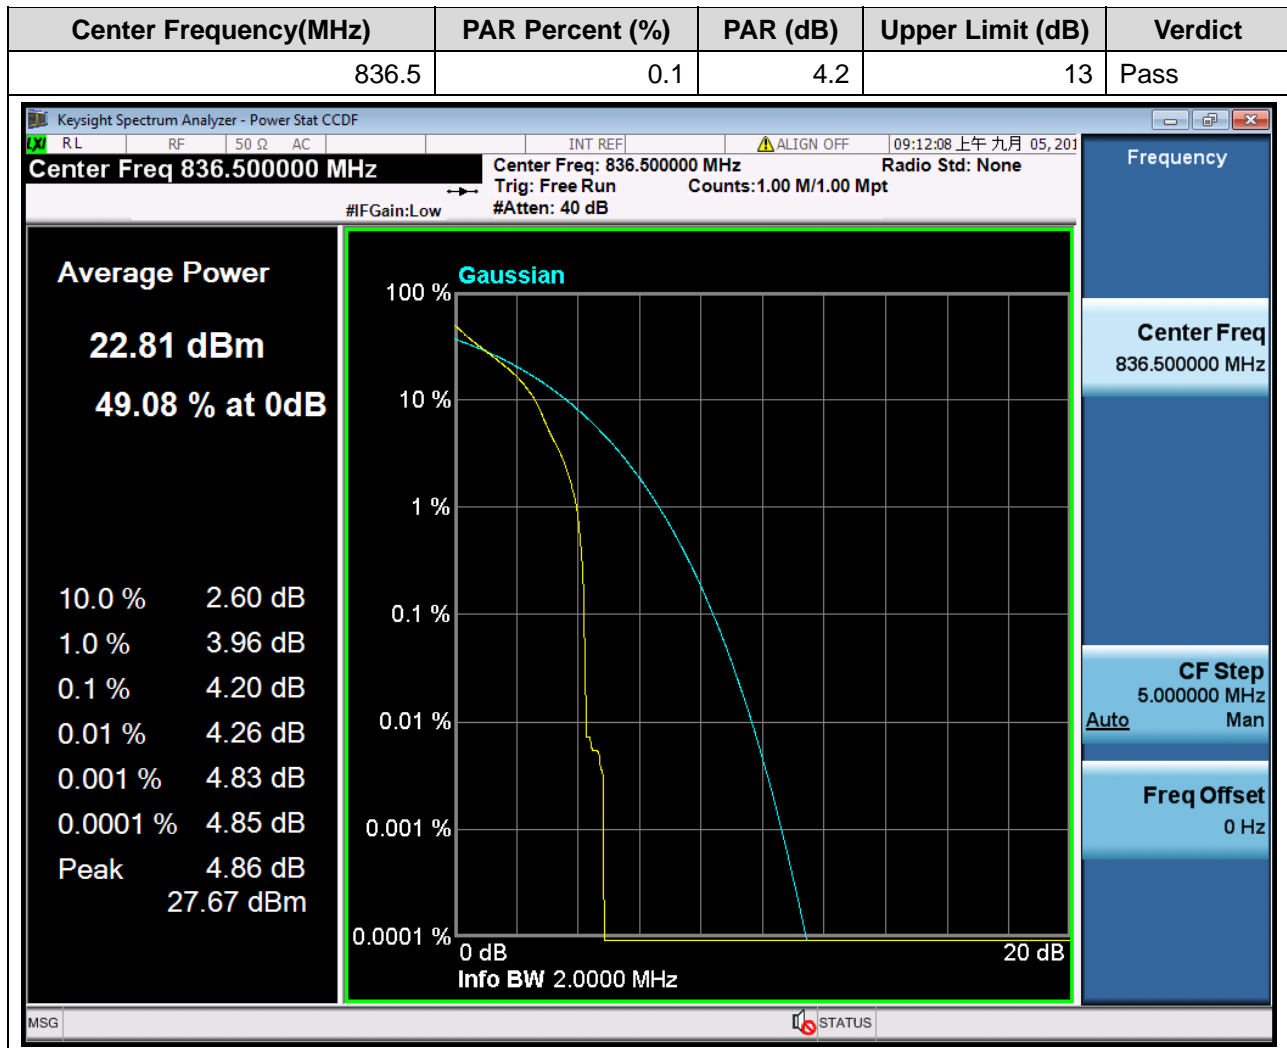 Center Frequency(MHz) PAR Percent (%) PAR (dB) Upper Limit (dB) Verdict
836.5 0.1 4.2 13 Pass
Keysight Spectrum Analyzer - Power Stat CCDF
LXI RL RF 50 Ω AC INT REF ALIGN OFF 09:12:08 上午 九月 05, 201
Center Freq 836.500000 MHz
Center Freq: 836.500000 MHz Radio Std: None
Trig: Free Run Counts:1.00 M/1.00 Mpt
#IFGain:Low #Atten: 40 dB
Frequency
Average Power
22.81 dBm
49.08 % at 0dB
10.0 % 2.60 dB
1.0 % 3.96 dB
0.1 % 4.20 dB
0.01 % 4.26 dB
0.001 % 4.83 dB
0.0001 % 4.85 dB
Peak 4.86 dB
27.67 dBm
Gaussian
100 %
10 %
1 %
0.1 %
0.01 %
0.001 %
0.0001 %
0 dB 20 dB
Info BW 2.0000 MHz
Center Freq
836.500000 MHz
CF Step
5.000000 MHz
Auto Man
Freq Offset
0 Hz
MSG STATUS